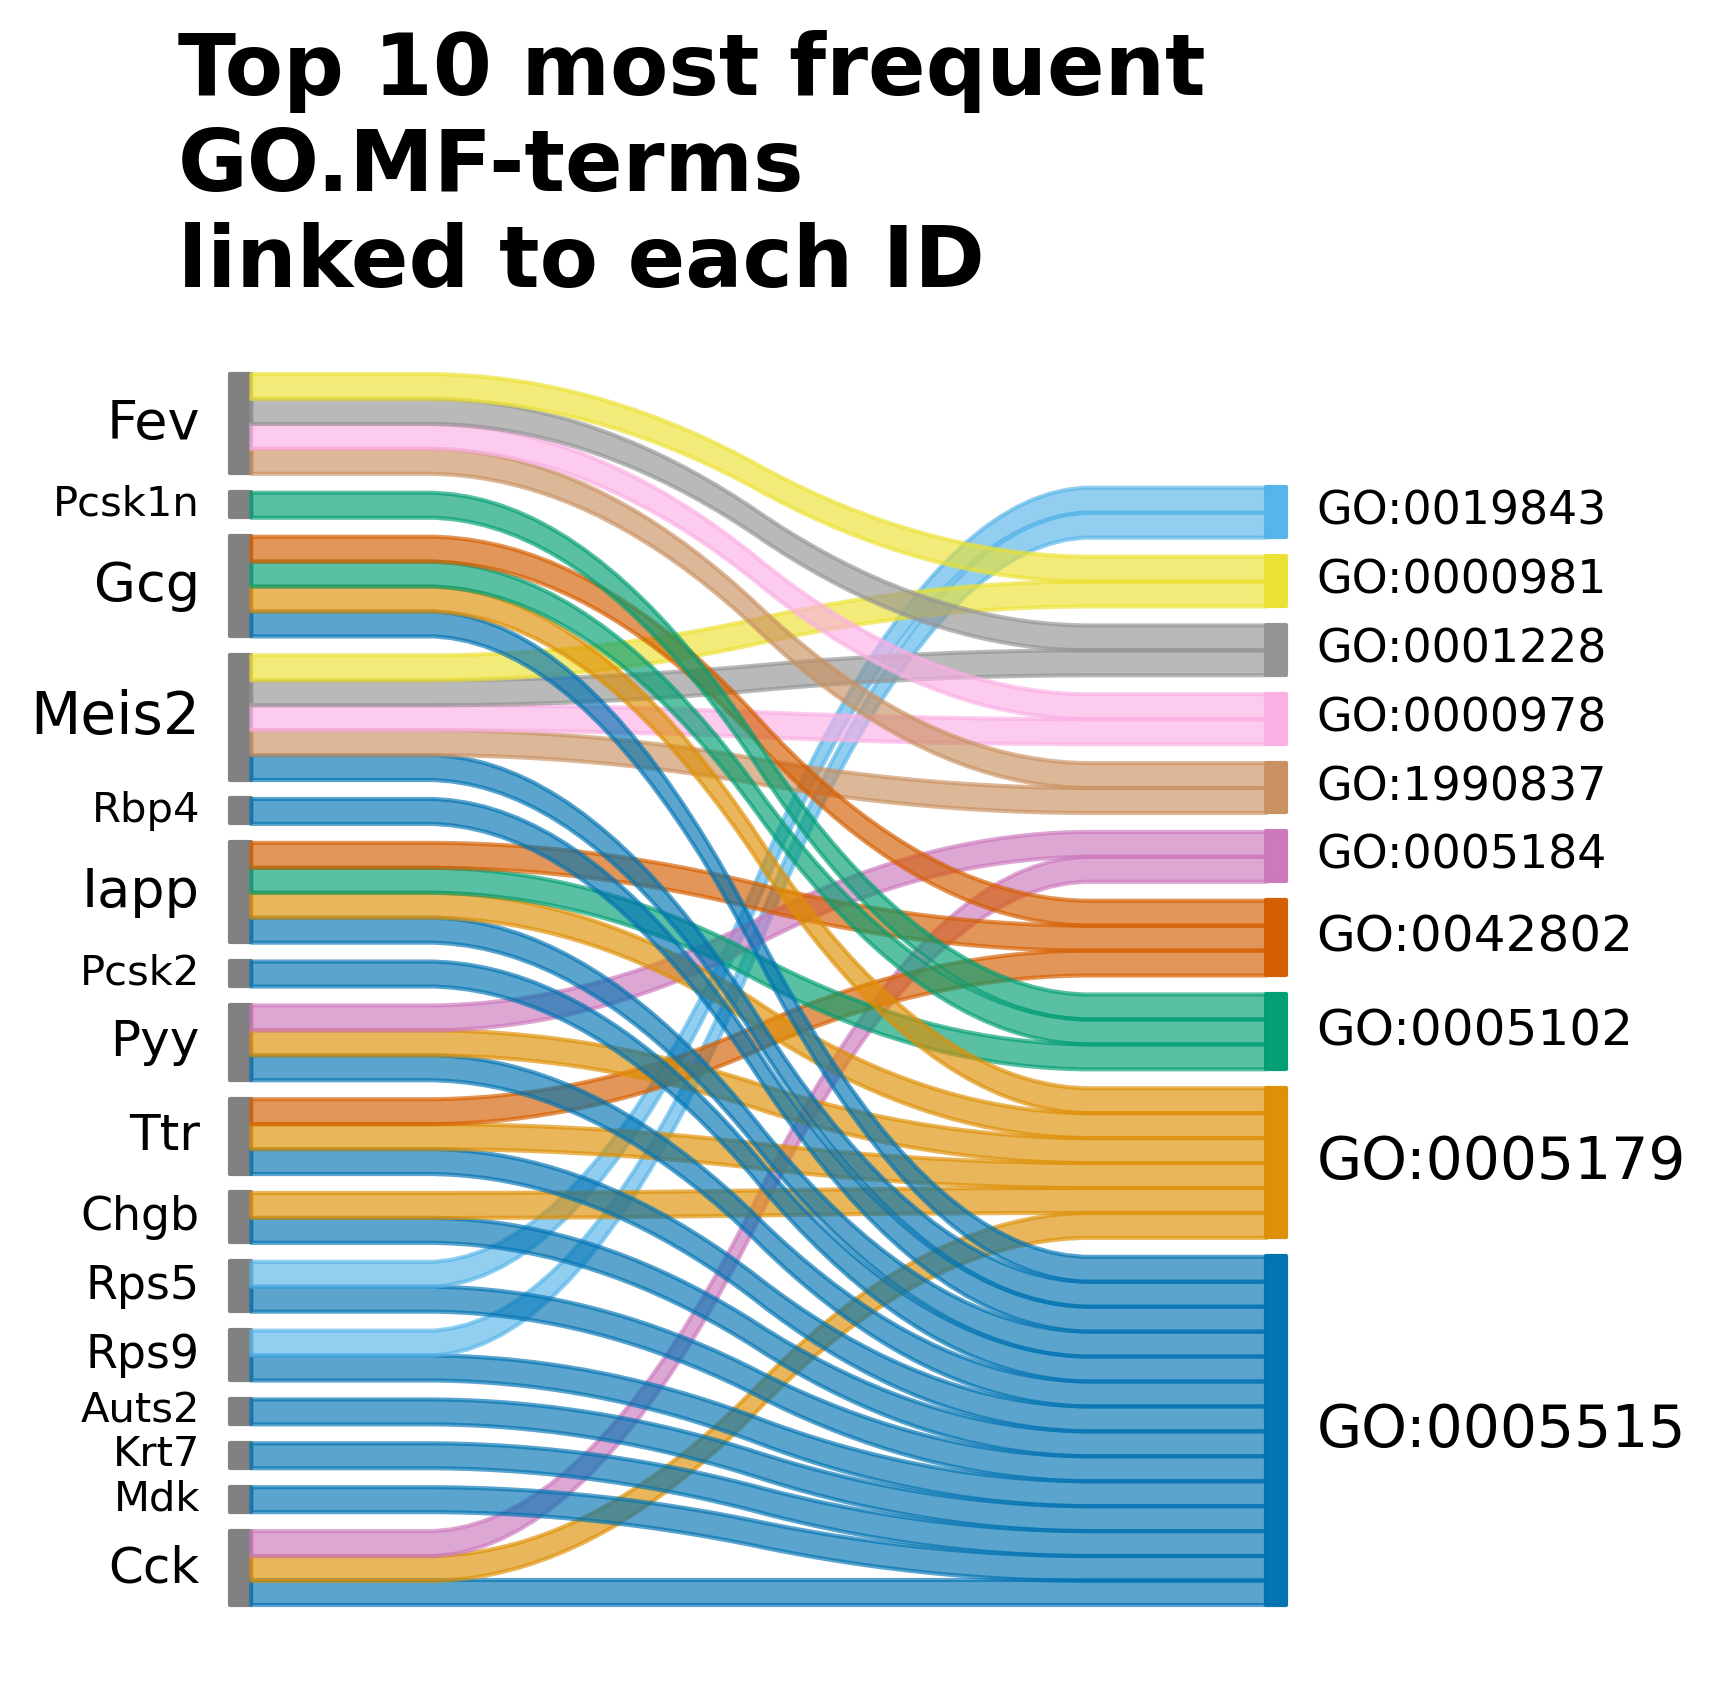 Top 10 most frequent
GO.MF-terms
linked to each ID
Fev
Pcsk1n
Gcg
Meis2
Rbp4
Iapp
Pcsk2
Pyy
Ttr
Chgb
Rps5
Rps9
Auts2
Krt7
Mdk
Cck
GO:0019843
GO:0000981
GO:0001228
GO:0000978
GO:1990837
GO:0005184
GO:0042802
GO:0005102
GO:0005179
GO:0005515